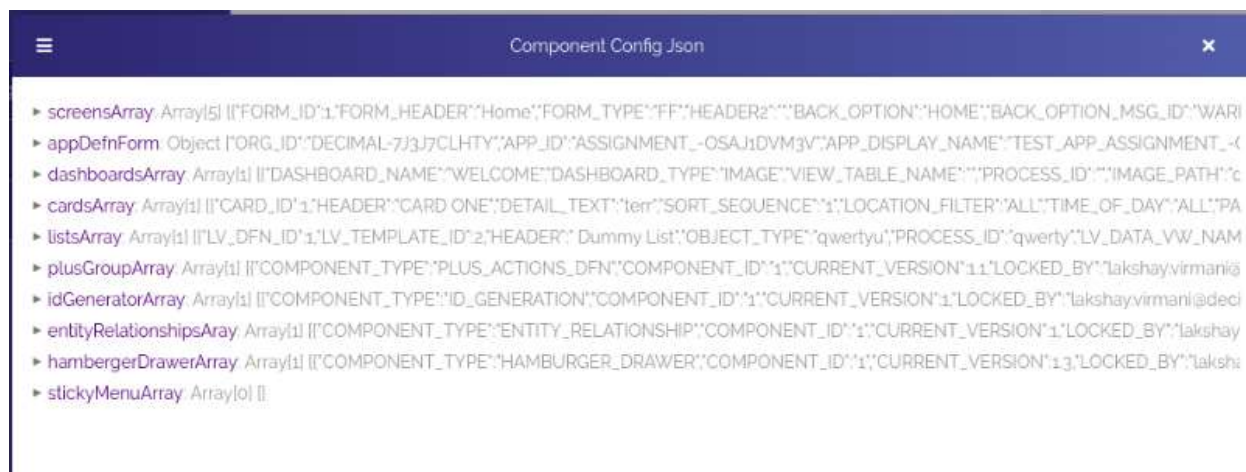 Component Config Json
screensArray: Array[5] [{"FORM_ID":1,"FORM_HEADER":"Home","FORM_TYPE":"FF","HEADER2":"","BACK_OPTION":"HOME","BACK_OPTION_MSG_ID":"WARI
appDefnForm: Object {"ORG_ID":"DECIMAL-7J3J7CLHTY","APP_ID":"ASSIGNMENT_-OSAJ1DVM3V","APP_DISPLAY_NAME":"TEST_APP_ASSIGNMENT_-(
dashboardsArray: Array[1] [{"DASHBOARD_NAME":"WELCOME","DASHBOARD_TYPE":"IMAGE","VIEW_TABLE_NAME":"","PROCESS_ID":"","IMAGE_PATH":"c
cardsArray: Array[1] [{"CARD_ID":1,"HEADER":"CARD ONE","DETAIL_TEXT":"terr","SORT_SEQUENCE":"1","LOCATION_FILTER":"ALL","TIME_OF_DAY":"ALL","PA
listsArray: Array[1] [{"LV_DFN_ID":1,"LV_TEMPLATE_ID":2,"HEADER":" Dummy List","OBJECT_TYPE":"qwertyu","PROCESS_ID":"qwerty","LV_DATA_VW_NAM
plusGroupArray: Array[1] [{"COMPONENT_TYPE":"PLUS_ACTIONS_DFN","COMPONENT_ID":"1","CURRENT_VERSION":1.1,"LOCKED_BY":"lakshay.virmani@
idGeneratorArray: Array[1] [{"COMPONENT_TYPE":"ID_GENERATION","COMPONENT_ID":"1","CURRENT_VERSION":1,"LOCKED_BY":"lakshay.virmani@deci
entityRelationshipsAray: Array[1] [{"COMPONENT_TYPE":"ENTITY_RELATIONSHIP","COMPONENT_ID":"1","CURRENT_VERSION":1,"LOCKED_BY":"lakshay
hambergerDrawerArray: Array[1] [{"COMPONENT_TYPE":"HAMBURGER_DRAWER","COMPONENT_ID":"1","CURRENT_VERSION":1.3,"LOCKED_BY":"laksha
stickyMenuArray: Array[0] []